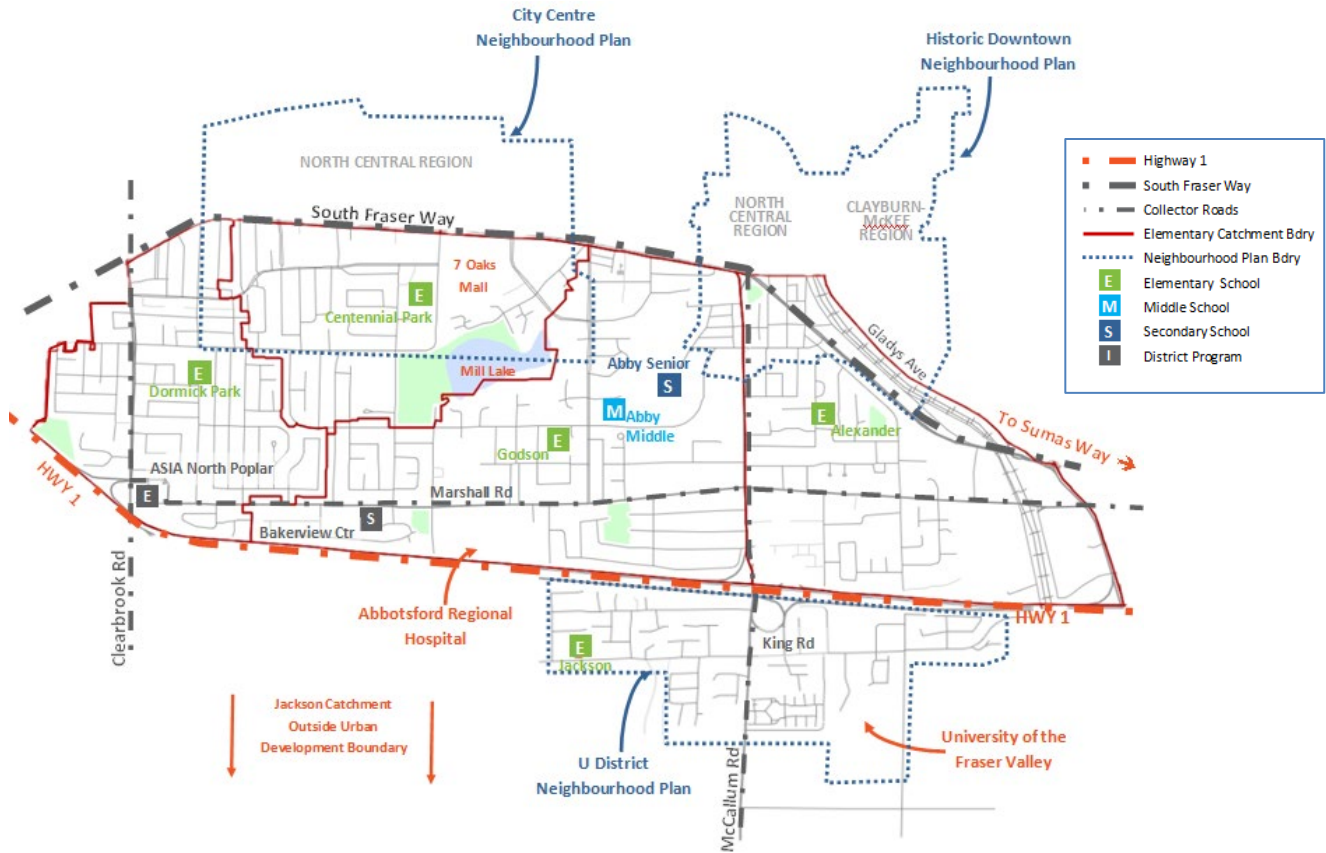 City Centre
Neighbourhood Plan
Historic Downtown
Neighbourhood Plan
NORTH CENTRAL REGION
South Fraser Way
NORTH
CENTRAL
REGION
CLAYBURN-
McKEE
REGION
Highway 1
South Fraser Way
Collector Roads
Elementary Catchment Bdry
Neighbourhood Plan Bdry
E Elementary School
M Middle School
S Secondary School
I District Program
7 Oaks
Mall
E
Centennial Park
Gladys Ave
Mill Lake
Abby Senior
S
E
Dormick Park
M Abby
Middle
E
Alexander
To Sumas Way
E
Godson
ASIA North Poplar
E
Marshall Rd
HWY 1
Bakerview Ctr
S
Clearbrook Rd
Abbotsford Regional
Hospital
HWY 1
King Rd
E
Jackson
Jackson Catchment
Outside Urban
Development Boundary
U District
Neighbourhood Plan
University of the
Fraser Valley
McCallum Rd